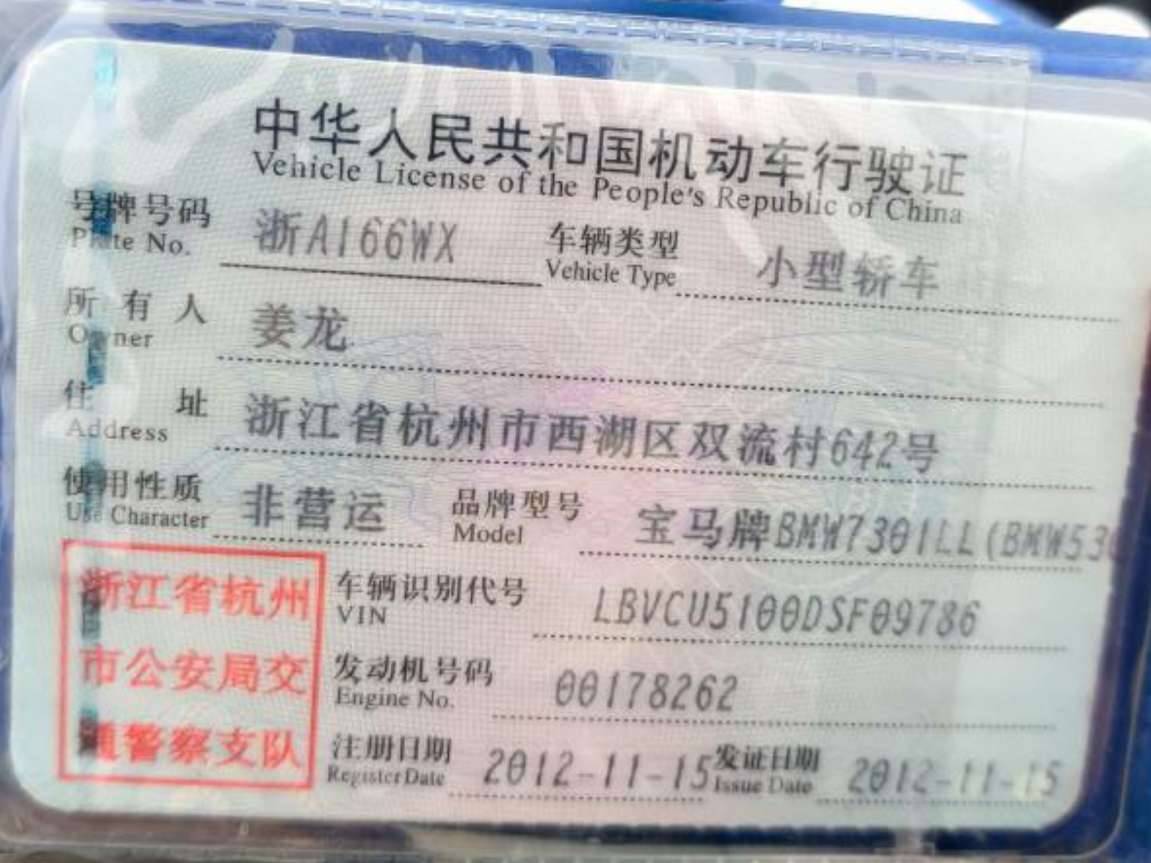 中华人民共和国机动车行驶证
Vehicle License of the People's Republic of China
号牌号码 浙A166WX 车辆类型 小型轿车
Plate No. Vehicle Type
所有人 姜龙
Owner
住址 浙江省杭州市西湖区双流村642号
Address
使用性质 非营运 品牌型号 宝马牌BMW7301LL(BMW530
Use Character Model
浙江省杭州
市公安局交
通警察支队
车辆识别代号 LBVCU5100DSF09786
VIN
发动机号码 00178262
Engine No.
注册日期 2012-11-15 发证日期 2012-11-15
Register Date Issue Date